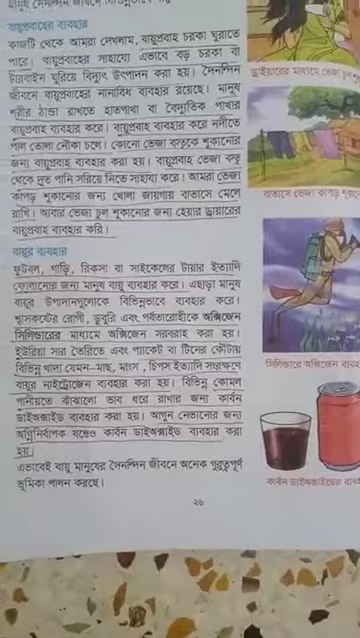 মানুষ দৈনন্দিন জীবনে
বায়ুপ্রবাহের ব্যবহার
কাজটি থেকে আমরা দেখলাম, বায়ুপ্রবাহ চরকা ঘুরাতে
পারে। বায়ুপ্রবাহের সাহায্যে এভাবে বড় চরকা বা
টারবাইন ঘুরিয়ে বিদ্যুৎ উৎপাদন করা হয়। দৈনন্দিন
জীবনে বায়ুপ্রবাহের নানাবিধ ব্যবহার রয়েছে। মানুষ
শরীর ঠান্ডা রাখতে হাতপাখা বা বৈদ্যুতিক পাখার
বায়ুপ্রবাহ ব্যবহার করে। বায়ুপ্রবাহ ব্যবহার করে নদীতে
পাল তোলা নৌকা চলে। কোনো ভেজা বস্তুকে শুকানোর
জন্য বায়ুপ্রবাহ ব্যবহার করা হয়। বায়ুপ্রবাহ ভেজা বস্তু
থেকে দ্রুত পানি সরিয়ে নিতে সাহায্য করে। আমরা ভেজা
কাপড় শুকানোর জন্য খোলা জায়গায় বাতাসে মেলে
রাখি। আবার ভেজা চুল শুকানোর জন্য হেয়ার ড্রায়ারের
বায়ুপ্রবাহ ব্যবহার করি।
বায়ুর ব্যবহার
ফুটবল, গাড়ি, রিকসা বা সাইকেলের টায়ার ইত্যাদি
ফোলানোর জন্য মানুষ বায়ু ব্যবহার করে। এছাড়া মানুষ
বায়ুর উপাদানগুলোকে বিভিন্নভাবে ব্যবহার করে।
শ্বাসকষ্টের রোগী, ডুবুরি এবং পর্বতারোহীকে অক্সিজেন
সিলিন্ডারের মাধ্যমে অক্সিজেন সরবরাহ করা হয়।
ইউরিয়া সার তৈরিতে এবং প্যাকেট বা টিনের কৌটায়
বিভিন্ন খাদ্য যেমন-মাছ, মাংস, চিপস ইত্যাদি সংরক্ষণে
বায়ুর নাইট্রোজেন ব্যবহার করা হয়। বিভিন্ন কোমল
পানীয়তে ঝাঁঝালো ভাব ধরে রাখার জন্য কার্বন
ডাইঅক্সাইড ব্যবহার করা হয়। আগুন নেভানোর জন্য
অগ্নিনির্বাপক যন্ত্রেও কার্বন ডাইঅক্সাইড ব্যবহার করা
হয়।
এভাবেই বায়ু মানুষের দৈনন্দিন জীবনে অনেক গুরুত্বপূর্ণ
ভূমিকা পালন করছে।
ড্রায়ারের মাধ্যমে ভেজা চুল
বাতাসে ভেজা কাপড়
সিলিন্ডারে অক্সিজেন
কার্বন ডাইঅক্সাইডের
২৬